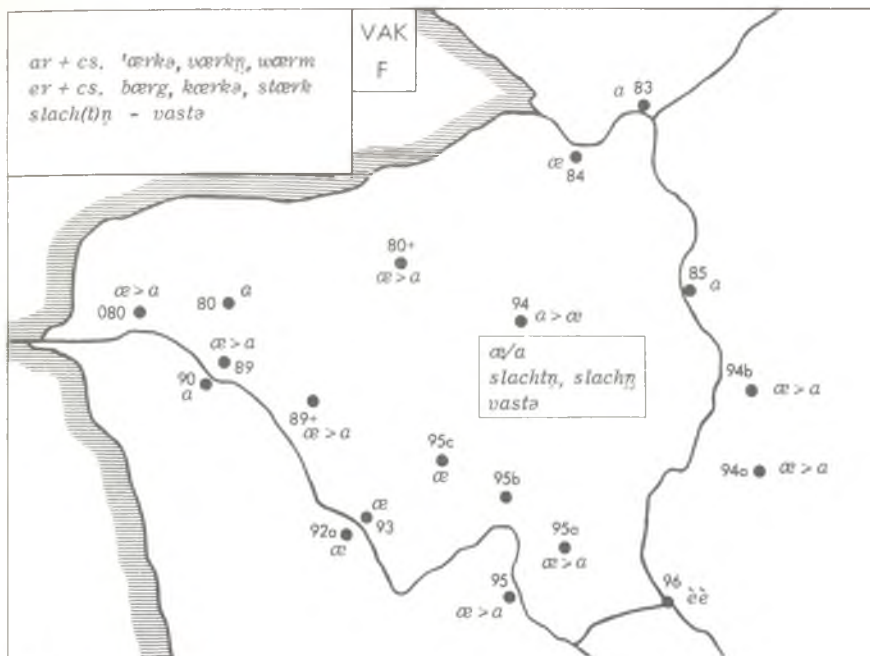 ar + cs. 'ærkə, værkn̥, wærm
er + cs. bærg, kærkə, stærk
slach(t)n̥ - vastə
VAK
F
a 83
æ
84
80+
æ > a
æ > a
080
80 a
85 a
94
a > æ
æ > a
89
90
a
æ/a
slachtn̥, slachn̥
vastə
94b
æ > a
89+
æ > a
95c
æ
94a æ > a
95b
æ
93
92a
æ
95a
æ > a
95
æ > a
96
èè